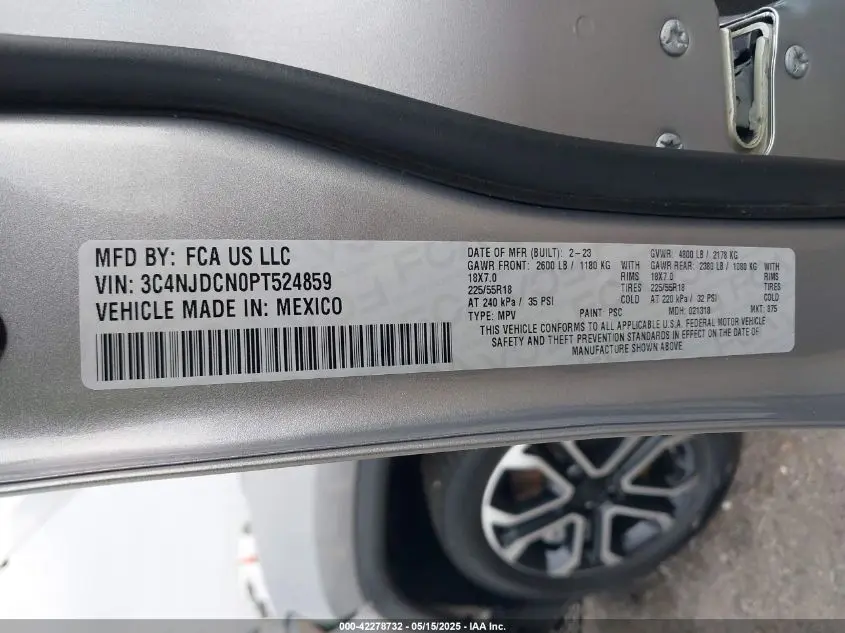 MFD BY: FCA US LLC
VIN: 3C4NJDCN0PT524859
VEHICLE MADE IN: MEXICO
DATE OF MFR (BUILT): 2-23 GVWR: 4800 LB / 2178 KG
GAWR FRONT: 2600 LB / 1180 KG GAWR REAR: 2380 LB / 1080 KG
18X7.0 RIMS 18X7.0 RIMS
225/55R18 TIRES 225/55R18 TIRES
AT 240 kPa / 35 PSI COLD AT 220 kPa / 32 PSI COLD
TYPE: MPV PAINT: PSC MDH: 021318 MKT: 875
THIS VEHICLE CONFORMS TO ALL APPLICABLE U.S.A. FEDERAL MOTOR VEHICLE
SAFETY AND THEFT PREVENTION STANDARDS IN EFFECT ON THE DATE OF
MANUFACTURE SHOWN ABOVE.
000-42278732 - 05/15/2025 - IAA Inc.